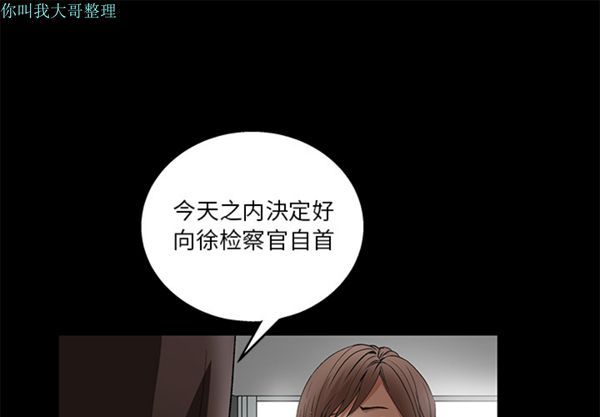 你叫我大哥整理
今天之内決定好
向徐检察官自首